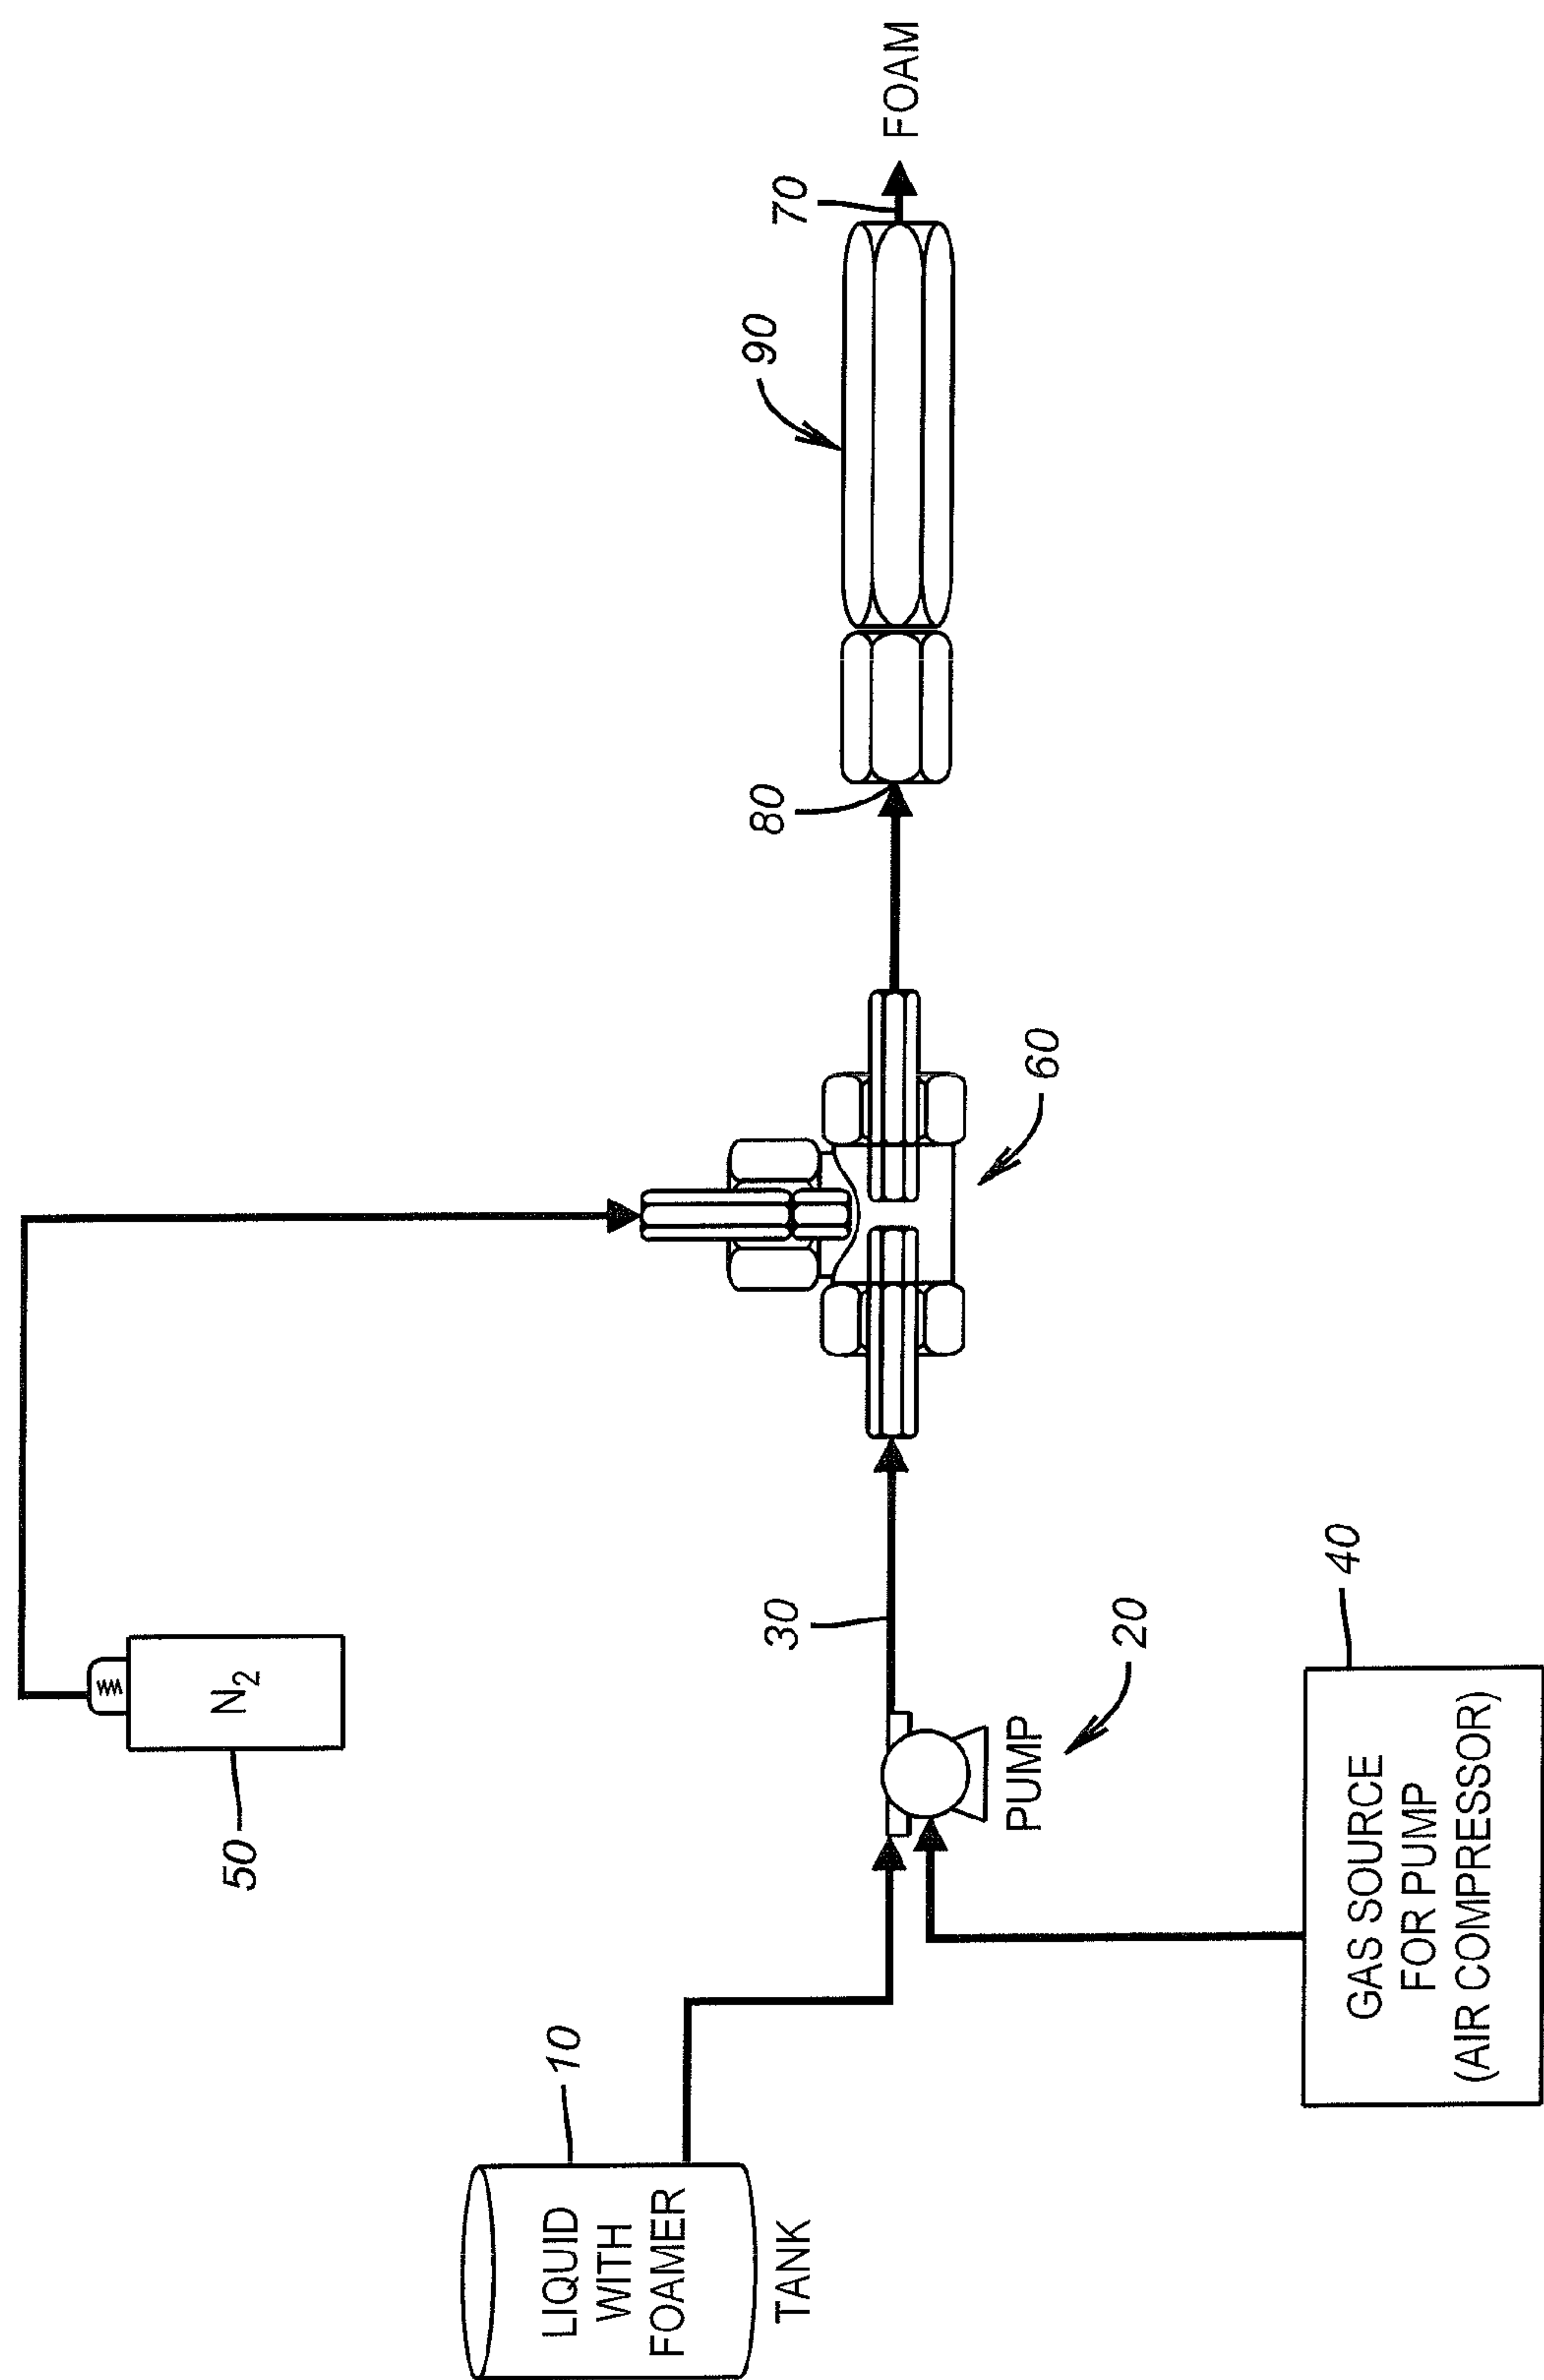 50
N₂
FOAM
70
90
80
60
30
10
LIQUID
WITH
FOAMER
TANK
PUMP
20
40
GAS SOURCE
FOR PUMP
(AIR COMPRESSOR)